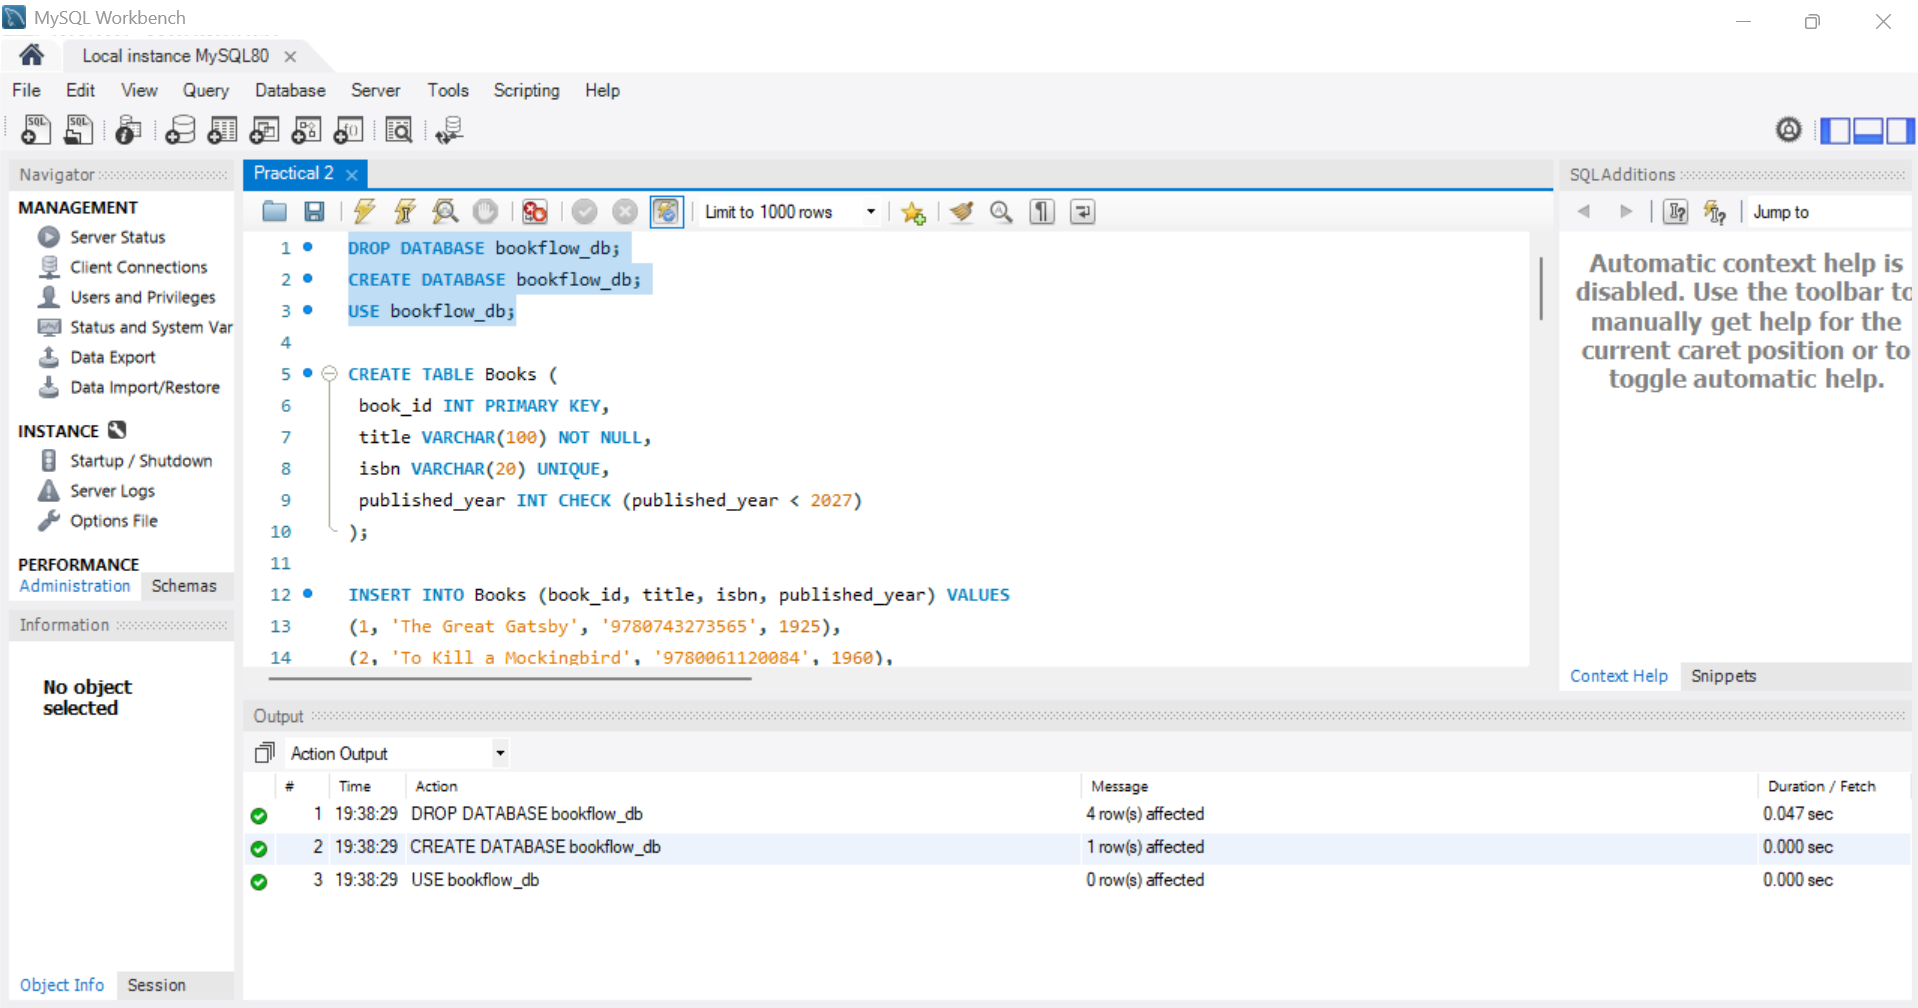 MySQL Workbench
Local instance MySQL80
File Edit View Query Database Server Tools Scripting Help
Navigator
MANAGEMENT
Server Status
Client Connections
Users and Privileges
Status and System Var
Data Export
Data Import/Restore
INSTANCE
Startup / Shutdown
Server Logs
Options File
PERFORMANCE
Administration Schemas
Information
No object
selected
Object Info Session
Practical 2
Limit to 1000 rows
1 DROP DATABASE bookflow_db;
2 CREATE DATABASE bookflow_db;
3 USE bookflow_db;
4
5 CREATE TABLE Books (
6 book_id INT PRIMARY KEY,
7 title VARCHAR(100) NOT NULL,
8 isbn VARCHAR(20) UNIQUE,
9 published_year INT CHECK (published_year < 2027)
10 );
11
12 INSERT INTO Books (book_id, title, isbn, published_year) VALUES
13 (1, 'The Great Gatsby', '9780743273565', 1925),
14 (2, 'To Kill a Mockingbird', '9780061120084', 1960),
SQLAdditions
Jump to
Automatic context help is
disabled. Use the toolbar to
manually get help for the
current caret position or to
toggle automatic help.
Context Help Snippets
Output
Action Output
# Time Action Message Duration / Fetch
1 19:38:29 DROP DATABASE bookflow_db 4 row(s) affected 0.047 sec
2 19:38:29 CREATE DATABASE bookflow_db 1 row(s) affected 0.000 sec
3 19:38:29 USE bookflow_db 0 row(s) affected 0.000 sec